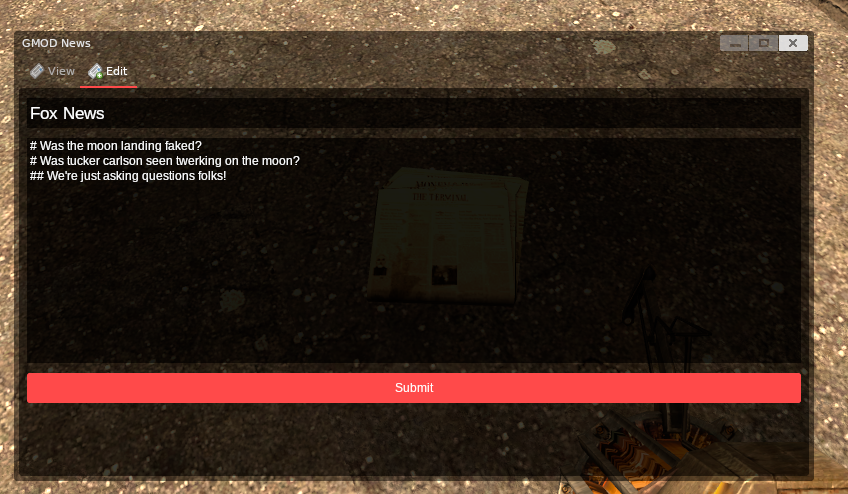 GMOD News
View Edit
Fox News
# Was the moon landing faked?
# Was tucker carlson seen twerking on the moon?
## We're just asking questions folks!
Submit